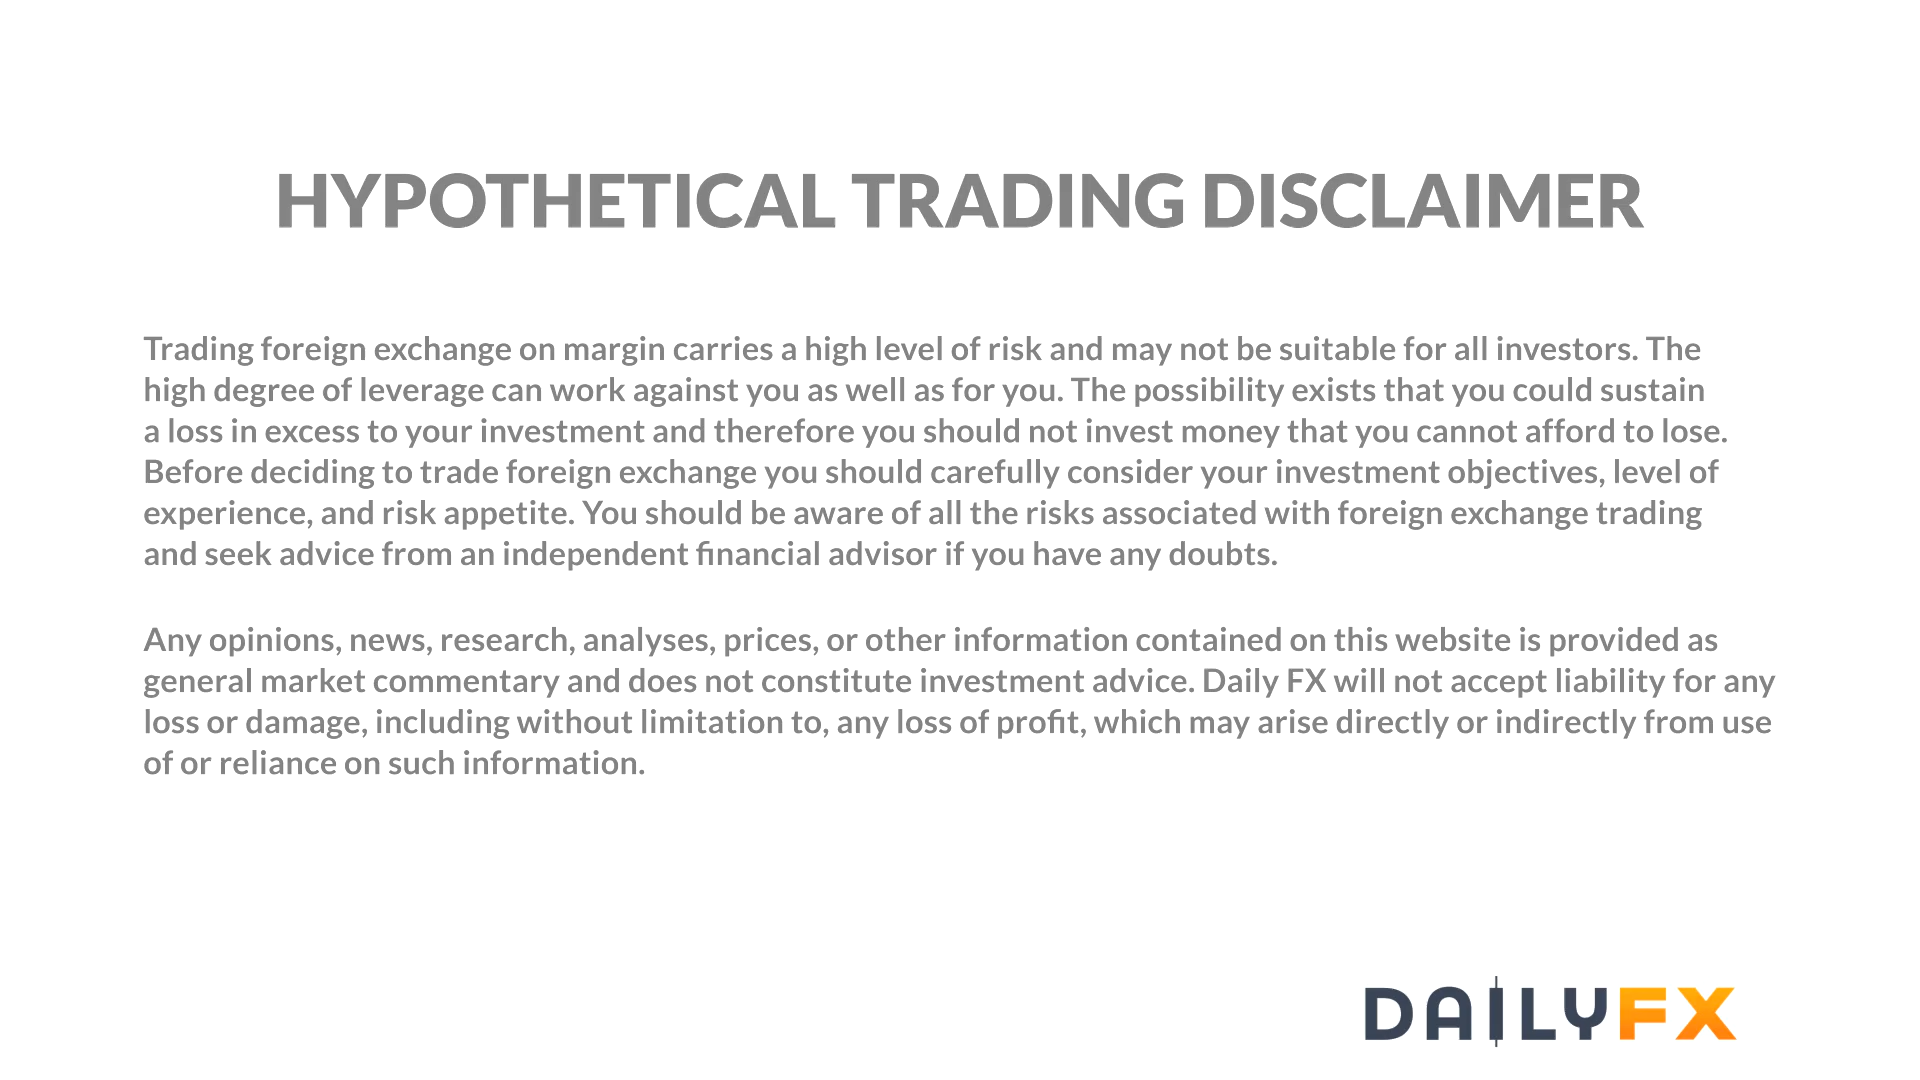 HYPOTHETICAL TRADING DISCLAIMER
Trading foreign exchange on margin carries a high level of risk and may not be suitable for all investors. The
high degree of leverage can work against you as well as for you. The possibility exists that you could sustain
a loss in excess to your investment and therefore you should not invest money that you cannot afford to lose.
Before deciding to trade foreign exchange you should carefully consider your investment objectives, level of
experience, and risk appetite. You should be aware of all the risks associated with foreign exchange trading
and seek advice from an independent financial advisor if you have any doubts.
Any opinions, news, research, analyses, prices, or other information contained on this website is provided as
general market commentary and does not constitute investment advice. Daily FX will not accept liability for any
loss or damage, including without limitation to, any loss of profit, which may arise directly or indirectly from use
of or reliance on such information.
DAILYFX